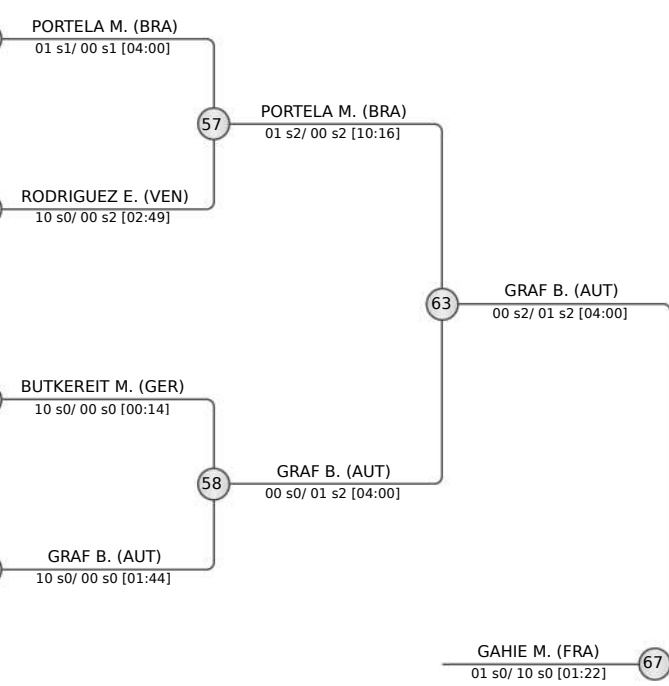 PORTELA M. (BRA)
01 s1/ 00 s1 [04:00]
57
PORTELA M. (BRA)
01 s2/ 00 s2 [10:16]
RODRIGUEZ E. (VEN)
10 s0/ 00 s2 [02:49]
63
GRAF B. (AUT)
00 s2/ 01 s2 [04:00]
BUTKEREIT M. (GER)
10 s0/ 00 s0 [00:14]
58
GRAF B. (AUT)
00 s0/ 01 s2 [04:00]
GRAF B. (AUT)
10 s0/ 00 s0 [01:44]
GAHIE M. (FRA)
01 s0/ 10 s0 [01:22]
67